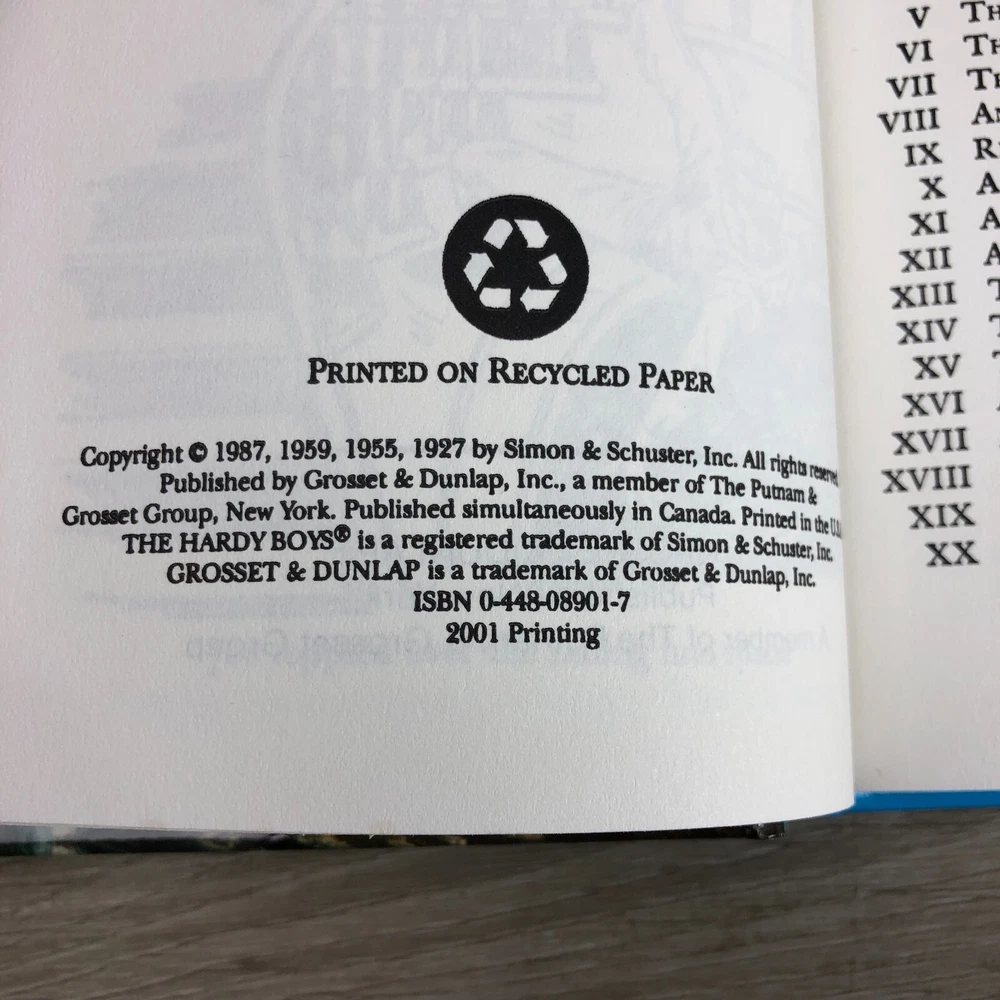 PRINTED ON RECYCLED PAPER
Copyright © 1987, 1959, 1955, 1927 by Simon & Schuster, Inc. All rights
Published by Grosset & Dunlap, Inc., a member of The Putnam &
Grosset Group, New York. Published simultaneously in Canada. Printed in the
THE HARDY BOYS® is a registered trademark of Simon & Schuster, Inc.
GROSSET & DUNLAP is a trademark of Grosset & Dunlap, Inc.
ISBN 0-448-08901-7
2001 Printing
V
VI
VII
VIII
IX
X
XI
XII
XIII
XIV
XV
XVI
XVII
XVIII
XIX
XX